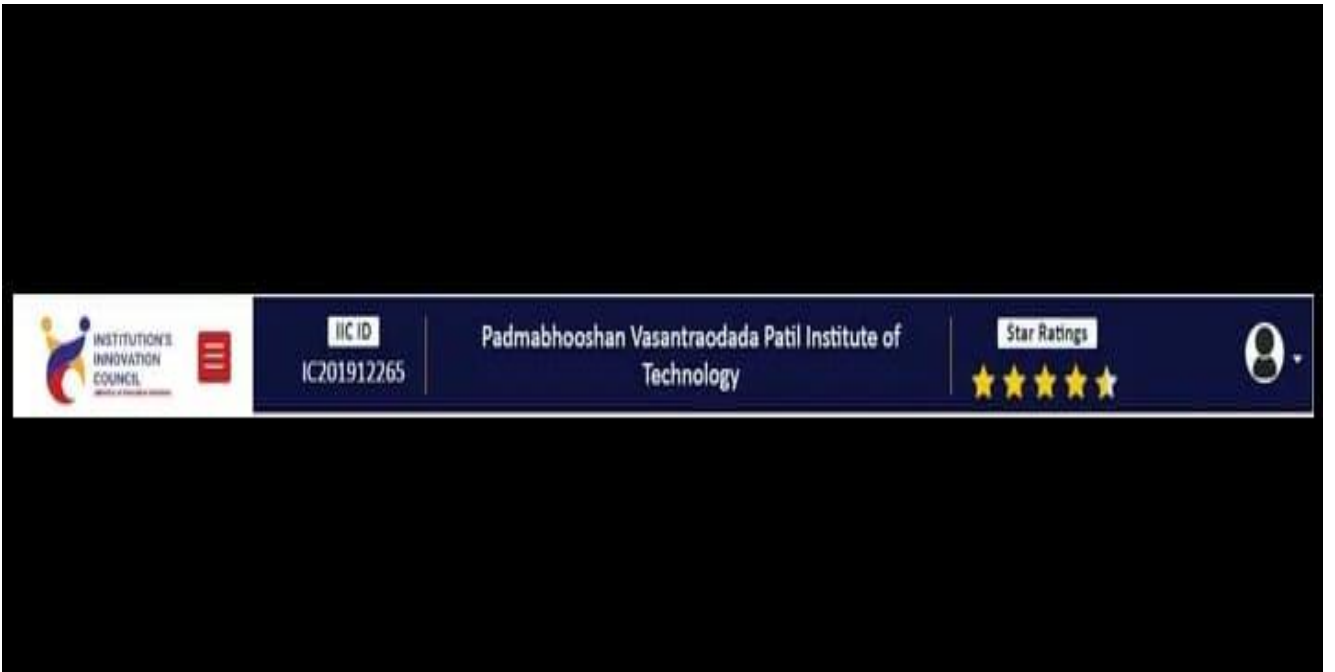 INSTITUTION'S
INNOVATION
COUNCIL
IIC ID
IC201912265
Padmabhooshan Vasantraodada Patil Institute of
Technology
Star Ratings